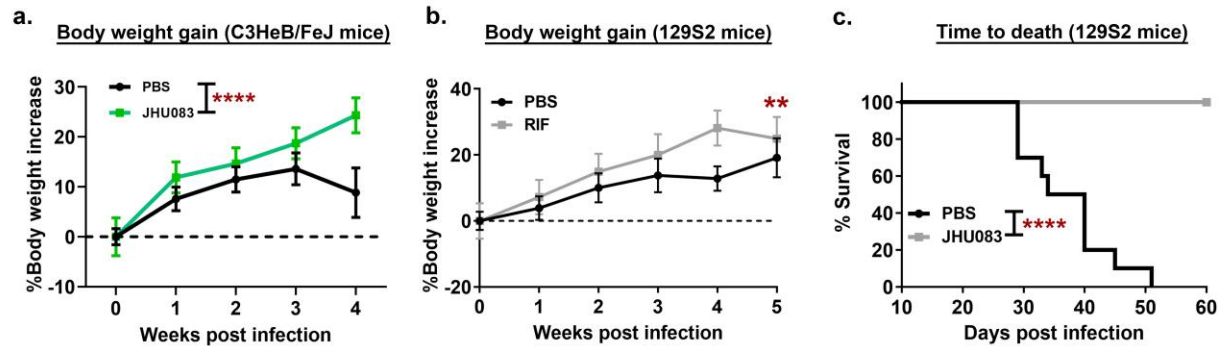 a.
Body weight gain (C3HeB/FeJ mice)
%Body weight increase
30
20
10
0
-10
PBS
JHU083
****
0 1 2 3 4
Weeks post infection
b.
Body weight gain (129S2 mice)
%Body weight increase
40
20
0
-20
PBS
RIF
**
0 1 2 3 4 5
Weeks post infection
c.
Time to death (129S2 mice)
% Survival
100
80
60
40
20
0
PBS
JHU083
****
10 20 30 40 50 60
Days post infection